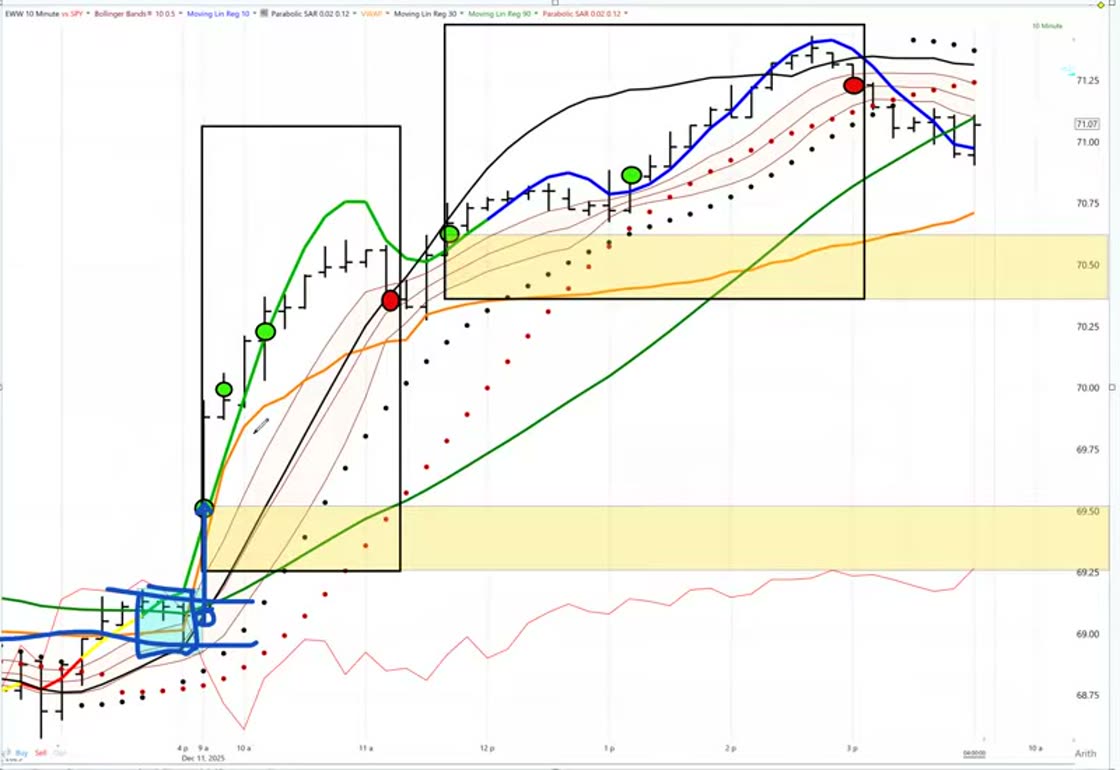 EWW 10 Minute vs SPY Bollinger Bands® 10 0.5 Moving Lin Reg 10 Parabolic SAR 0.02 0.12 VWAP Moving Lin Reg 30 Moving Lin Reg 90 Parabolic SAR 0.02 0.12
10 Minute
71.25
71.07
71.00
70.75
70.50
70.25
70.00
69.75
69.50
69.25
69.00
68.75
4 p 9 a 10 a 11 a 12 p 1 p 2 p 3 p 10 a
Buy Sell
Dec 11, 2025
Arith